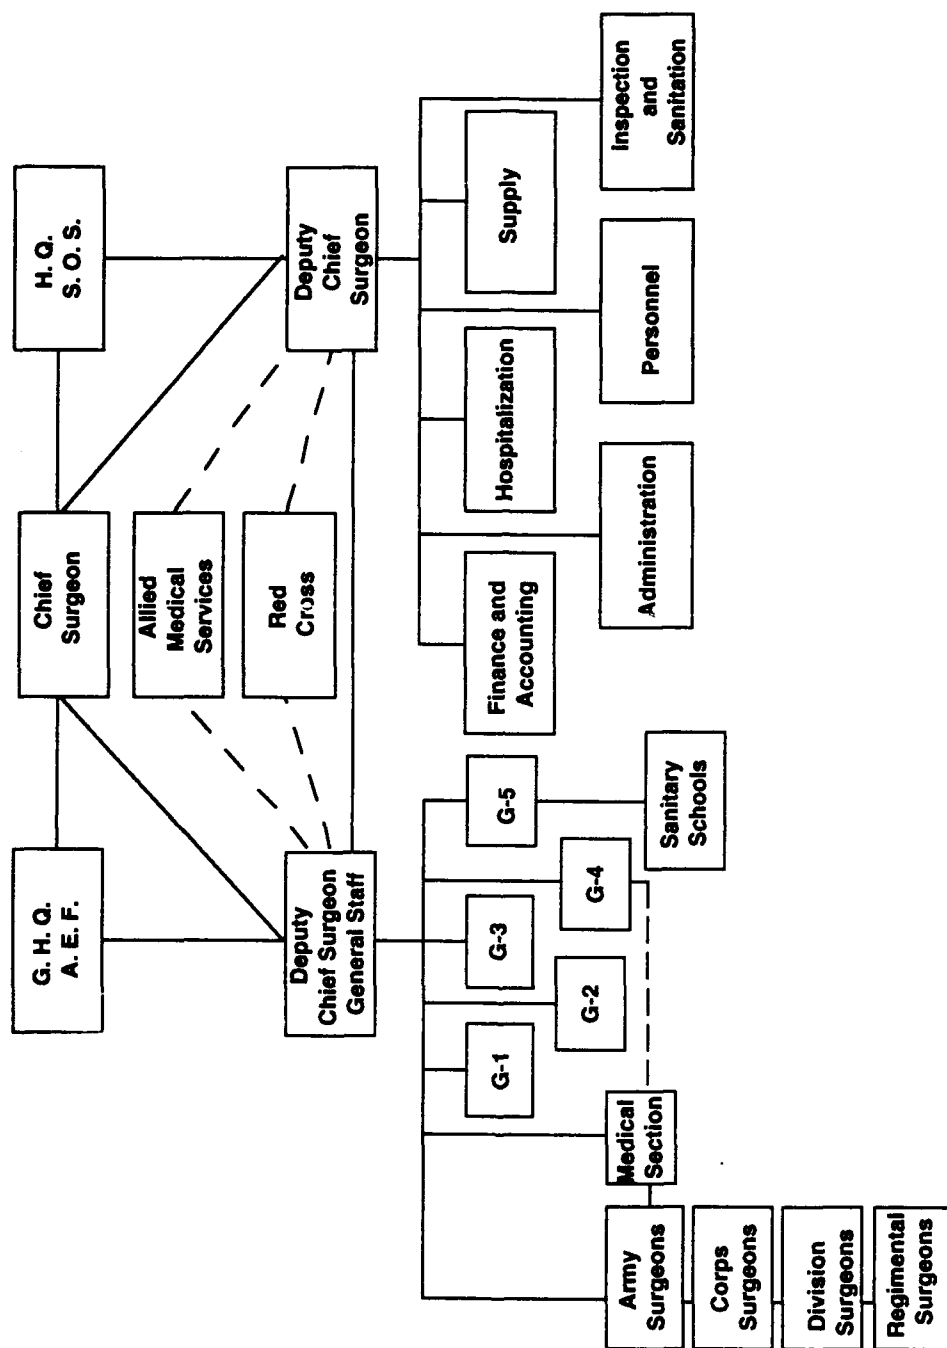 G. H. Q.
A. E. F.
Chief
Surgeon
H. Q.
S. O. S.
Allied
Medical
Services
Red
Cross
Deputy
Chief Surgeon
General Staff
Deputy
Chief
Surgeon
G-1
G-2
G-3
G-4
G-5
Medical
Section
Sanitary
Schools
Army
Surgeons
Corps
Surgeons
Division
Surgeons
Regimental
Surgeons
Finance and
Accounting
Hospitalization
Supply
Administration
Personnel
Inspection
and
Sanitation